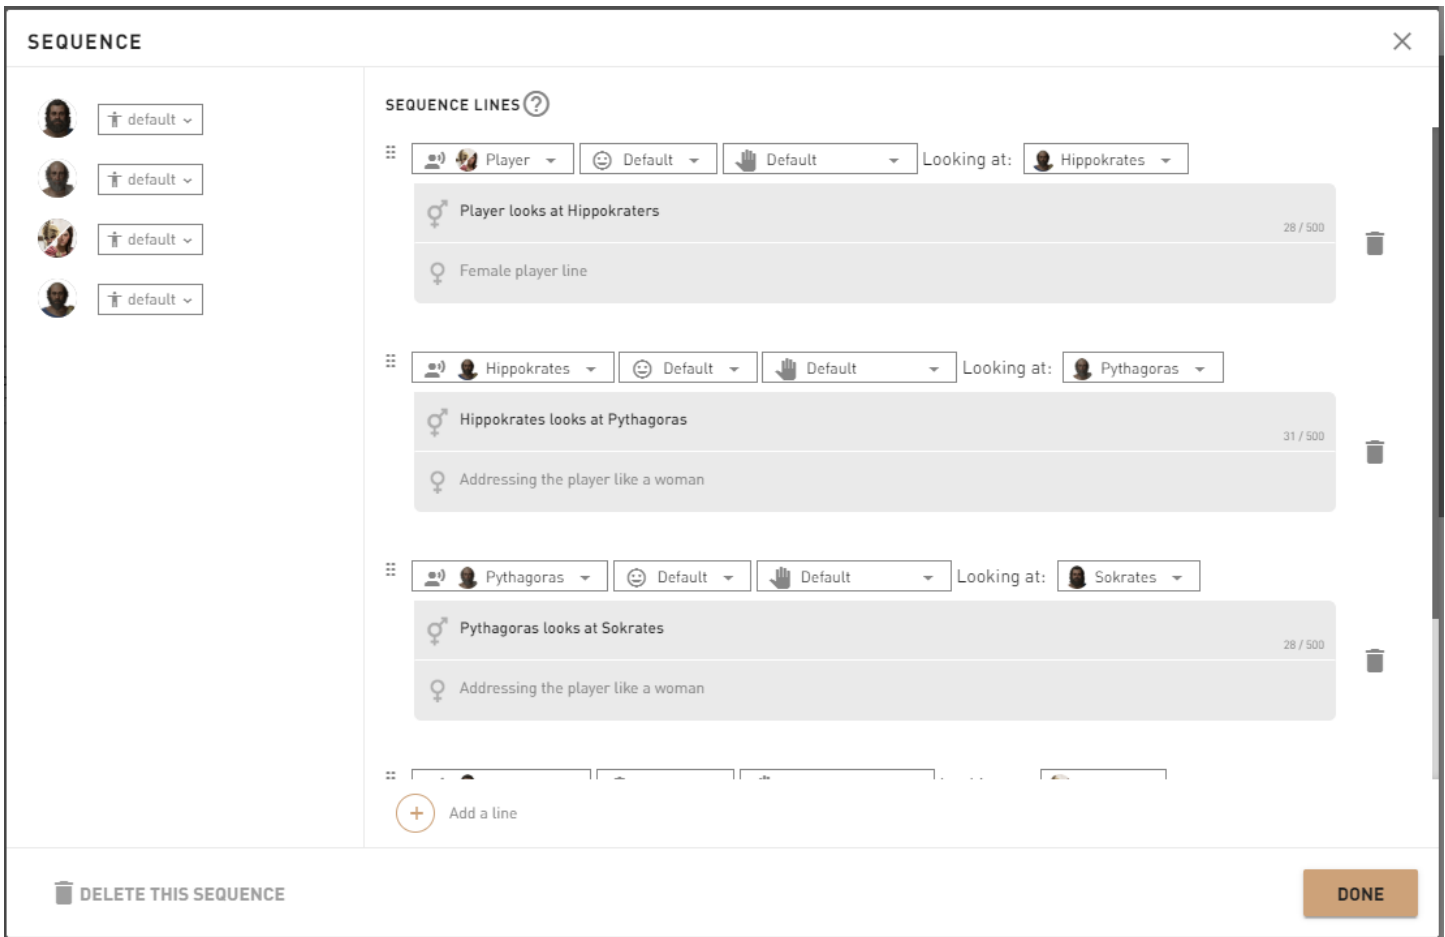 SEQUENCE
default
default
default
default
SEQUENCE LINES
Player Default Default Looking at: Hippokrates
Player looks at Hippokraters
28 / 500
Female player line
Hippokrates Default Default Looking at: Pythagoras
Hippokrates looks at Pythagoras
31 / 500
Addressing the player like a woman
Pythagoras Default Default Looking at: Sokrates
Pythagoras looks at Sokrates
28 / 500
Addressing the player like a woman
Add a line
DELETE THIS SEQUENCE
DONE